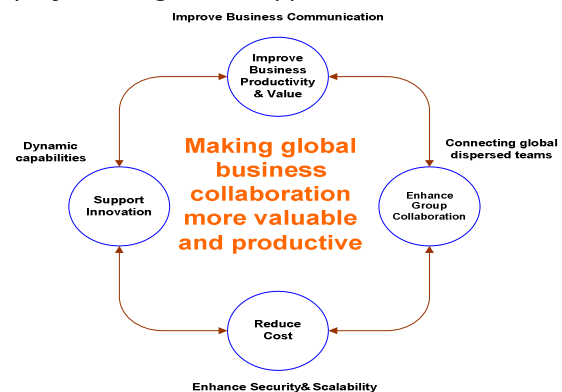 Improve Business Communication
Improve
Business
Productivity
& Value
Dynamic
capabilities
Making global
business
collaboration
more valuable
and productive
Connecting global
dispersed teams
Support
Innovation
Enhance
Group
Collaboration
Reduce
Cost
Enhance Security& Scalability